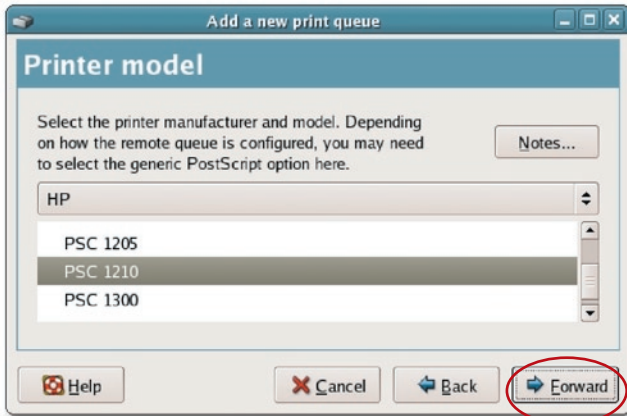 Add a new print queue
Printer model
Select the printer manufacturer and model. Depending
on how the remote queue is configured, you may need
to select the generic PostScript option here.
Notes...
HP
PSC 1205
PSC 1210
PSC 1300
Help
Cancel
Back
Forward